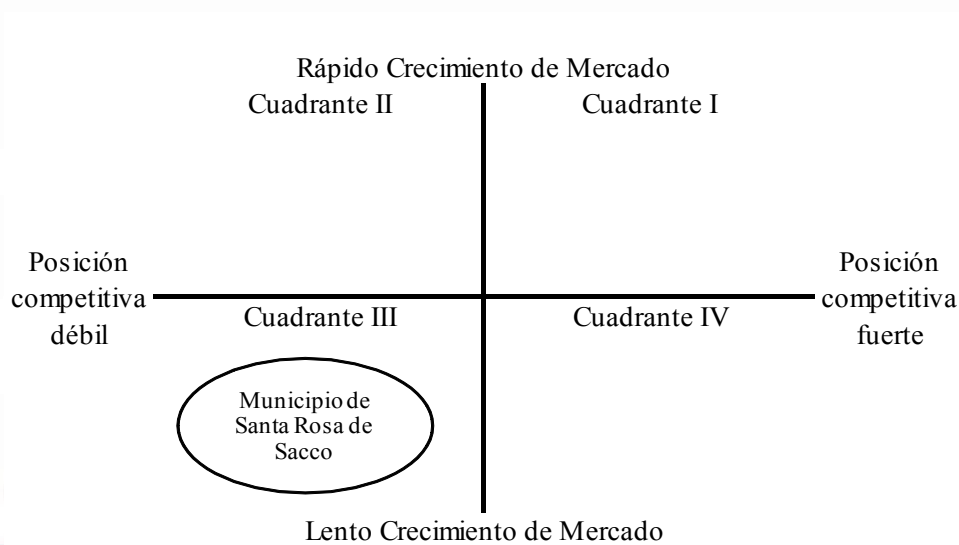 Rápido Crecimiento de Mercado
Cuadrante II
Cuadrante I
Posición
competitiva
débil
Posición
competitiva
fuerte
Cuadrante III
Cuadrante IV
Municipio de
Santa Rosa de
Sacco
Lento Crecimiento de Mercado